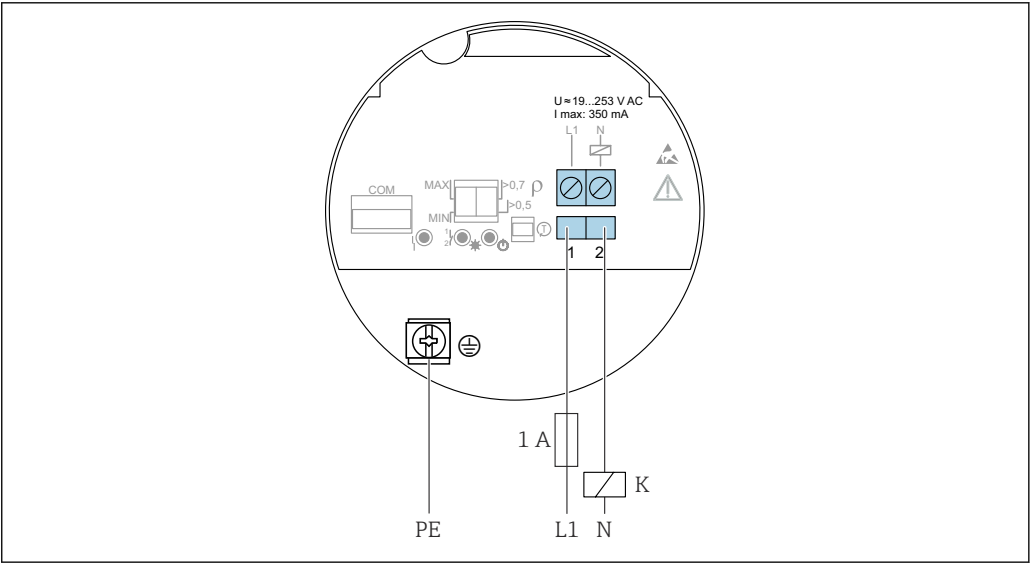 U ≈ 19...253 V AC
I max: 350 mA
L1 N
COM
MAX
>0,7 ρ
>0,5
MIN
1
2
T
1 2
1 A
K
PE L1 N